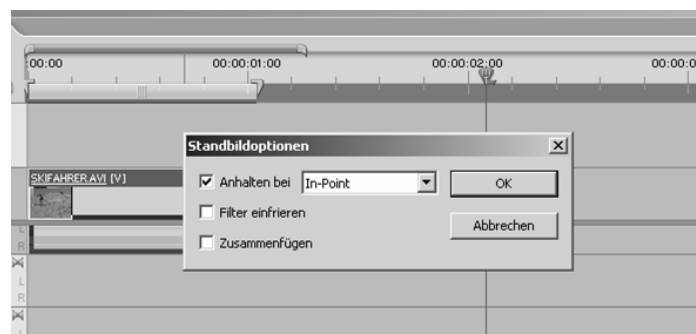 :00:00
00:00:01:00
00:00:02:00
00:00:0
Standbildoptionen
SKIFAHRER.AVI [V]
Anhalten bei
In-Point
OK
Filter einfrieren
Abbrechen
Zusammenfügen
L
R
L
R
L